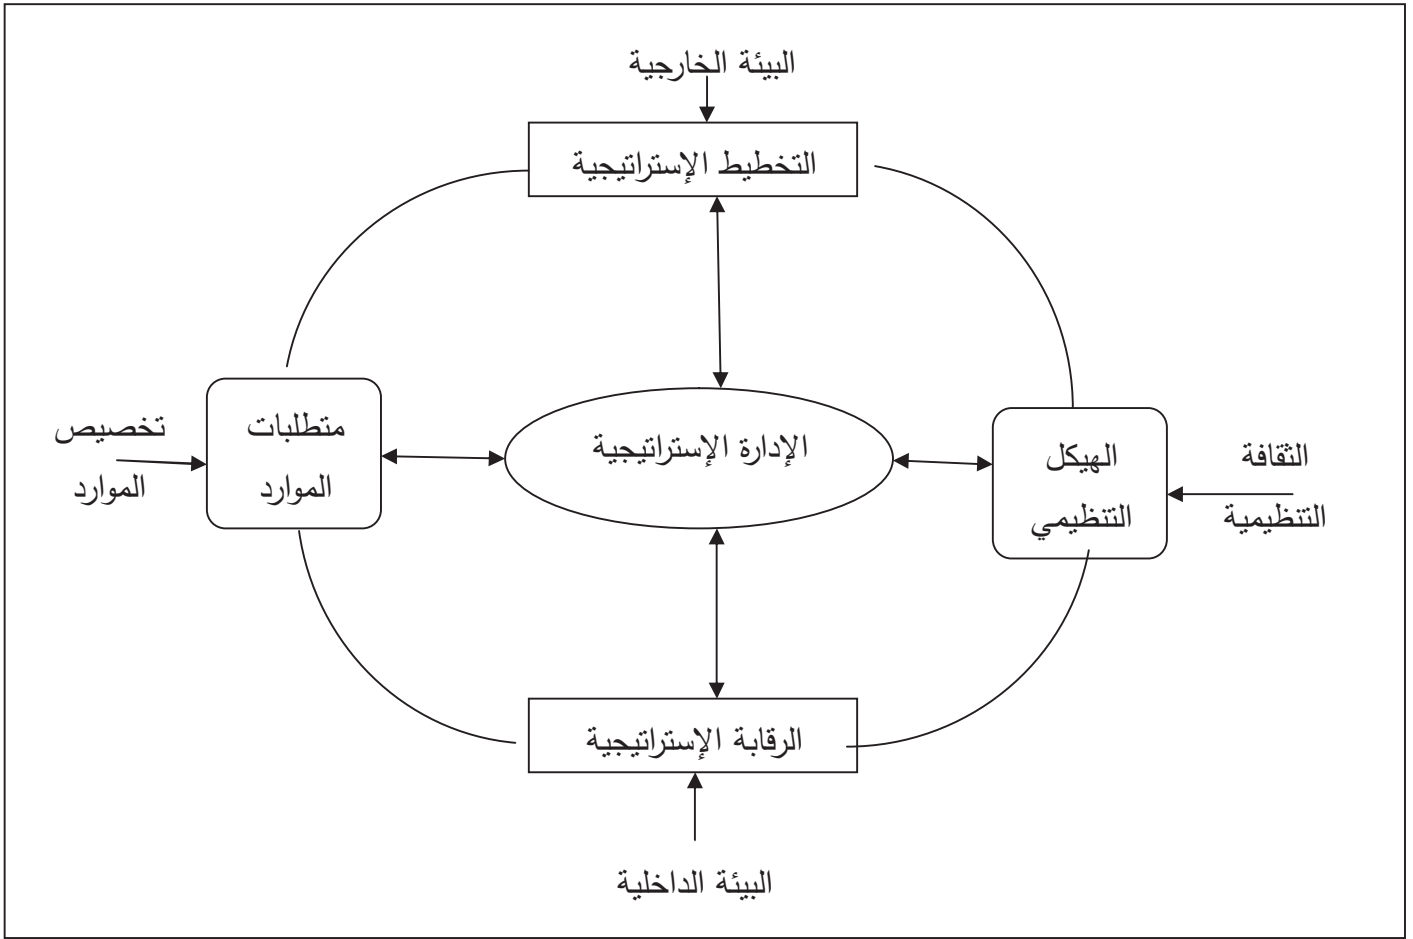 البيئة الخارجية
التخطيط الإستراتيجية
الثقافة
التنظيمية
الهيكل
التنظيمي
الإدارة الإستراتيجية
متطلبات
الموارد
تخصيص
الموارد
الرقابة الإستراتيجية
البيئة الداخلية